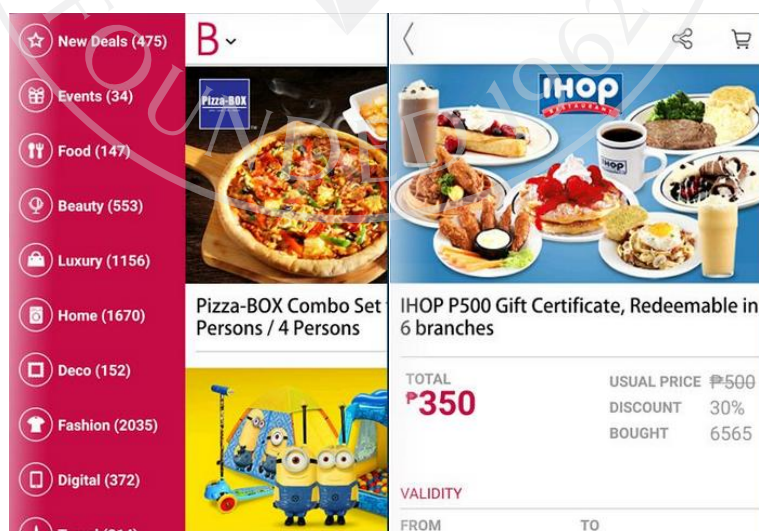 FOUNDED 1962
New Deals (475)
Events (34)
Food (147)
Beauty (553)
Luxury (1156)
Home (1670)
Deco (152)
Fashion (2035)
Digital (372)
B
Pizza-BOX
Pizza-BOX Combo Set
Persons / 4 Persons
IHOP
RESTAURANT
IHOP
IHOP P500 Gift Certificate, Redeemable in
6 branches
TOTAL
₱350
USUAL PRICE ₱500
DISCOUNT 30%
BOUGHT 6565
VALIDITY
FROM TO